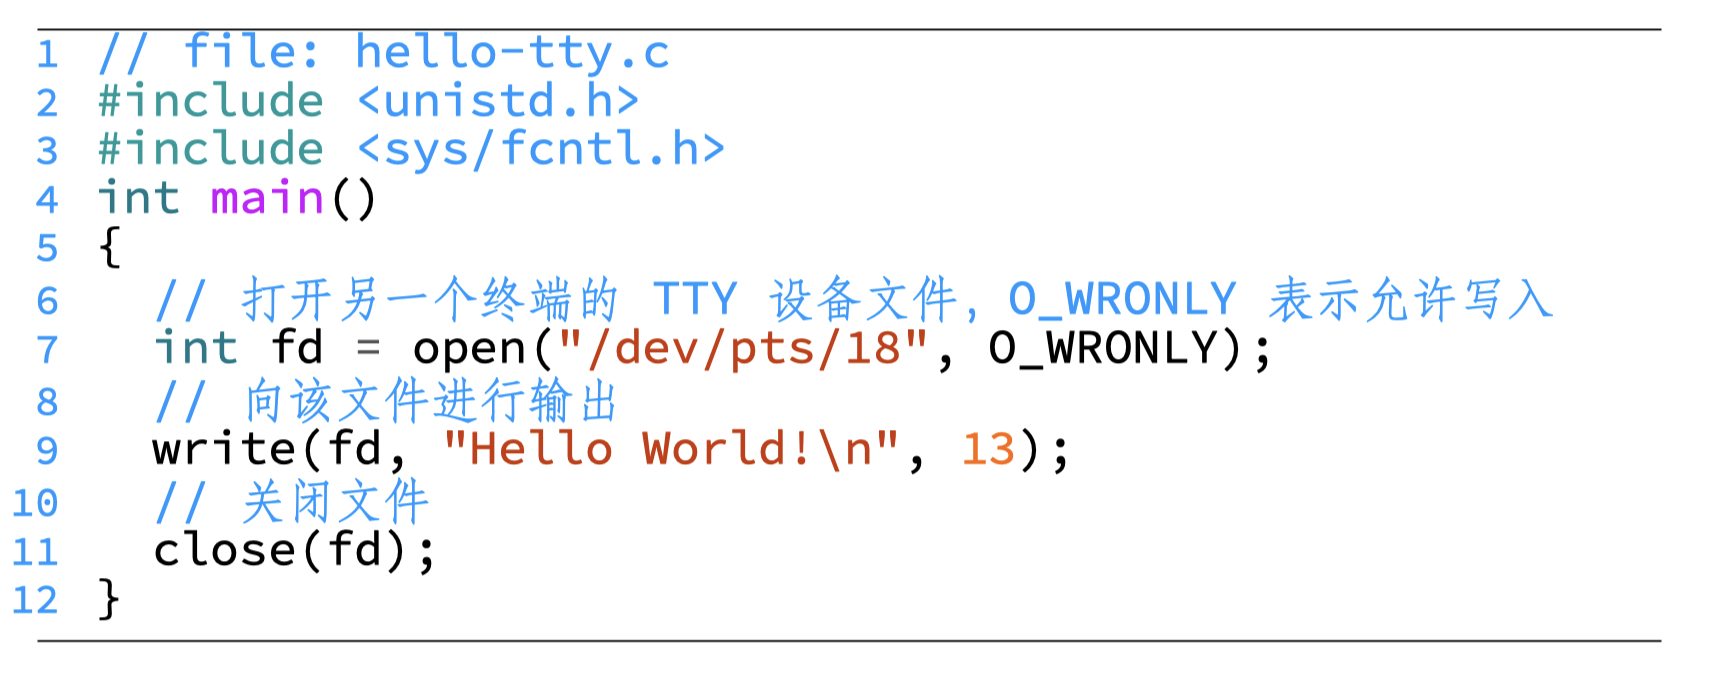 1 // file: hello-tty.c
2 #include <unistd.h>
3 #include <sys/fcntl.h>
4 int main()
5 {
6 // 打开另一个终端的 TTY 设备文件, O_WRONLY 表示允许写入
7 int fd = open("/dev/pts/18", O_WRONLY);
8 // 向该文件进行输出
9 write(fd, "Hello World!\n", 13);
10 // 关闭文件
11 close(fd);
12 }